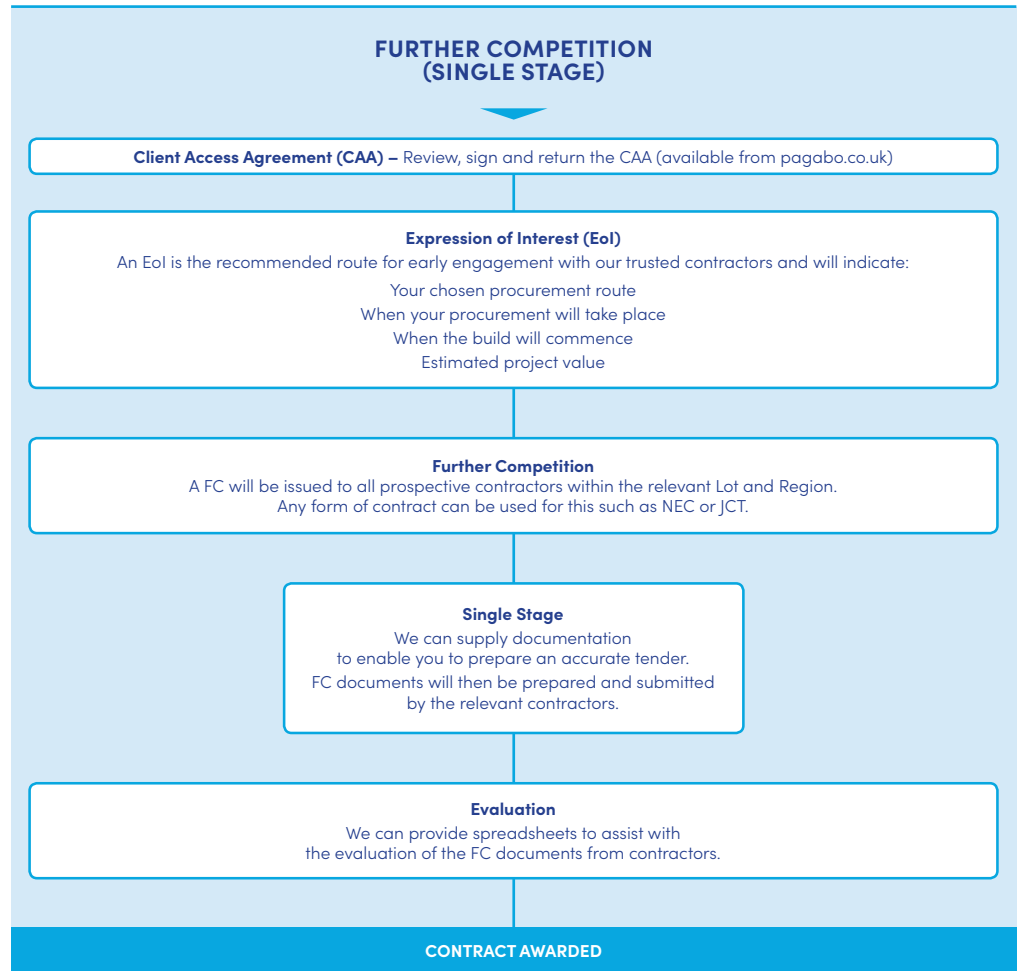 FURTHER COMPETITION
(SINGLE STAGE)
Client Access Agreement (CAA) – Review, sign and return the CAA (available from pagabo.co.uk)
Expression of Interest (EoI)
An EoI is the recommended route for early engagement with our trusted contractors and will indicate:
Your chosen procurement route
When your procurement will take place
When the build will commence
Estimated project value
Further Competition
A FC will be issued to all prospective contractors within the relevant Lot and Region.
Any form of contract can be used for this such as NEC or JCT.
Single Stage
We can supply documentation
to enable you to prepare an accurate tender.
FC documents will then be prepared and submitted
by the relevant contractors.
Evaluation
We can provide spreadsheets to assist with
the evaluation of the FC documents from contractors.
CONTRACT AWARDED